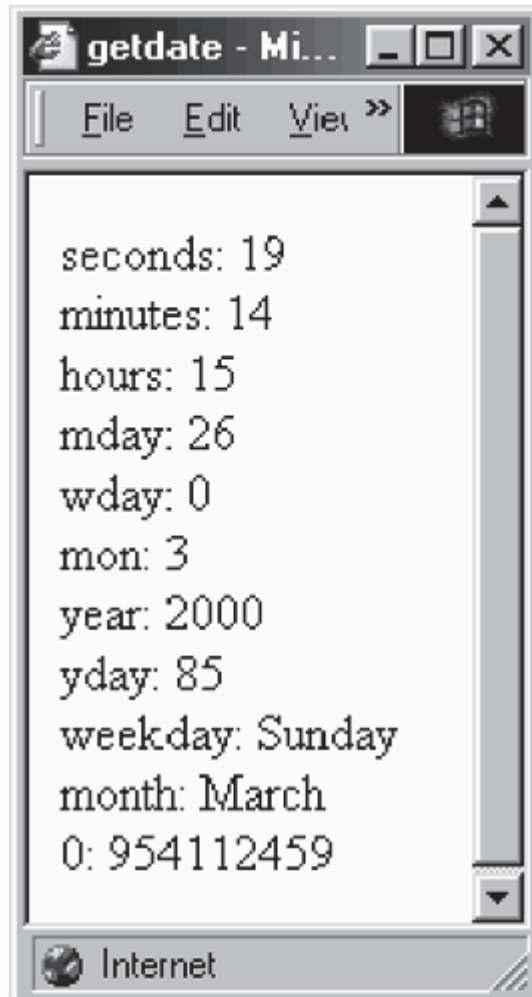 getdate - Mi...
File Edit Viev »
seconds: 19
minutes: 14
hours: 15
mday: 26
wday: 0
mon: 3
year: 2000
yday: 85
weekday: Sunday
month: March
0: 954112459
Internet